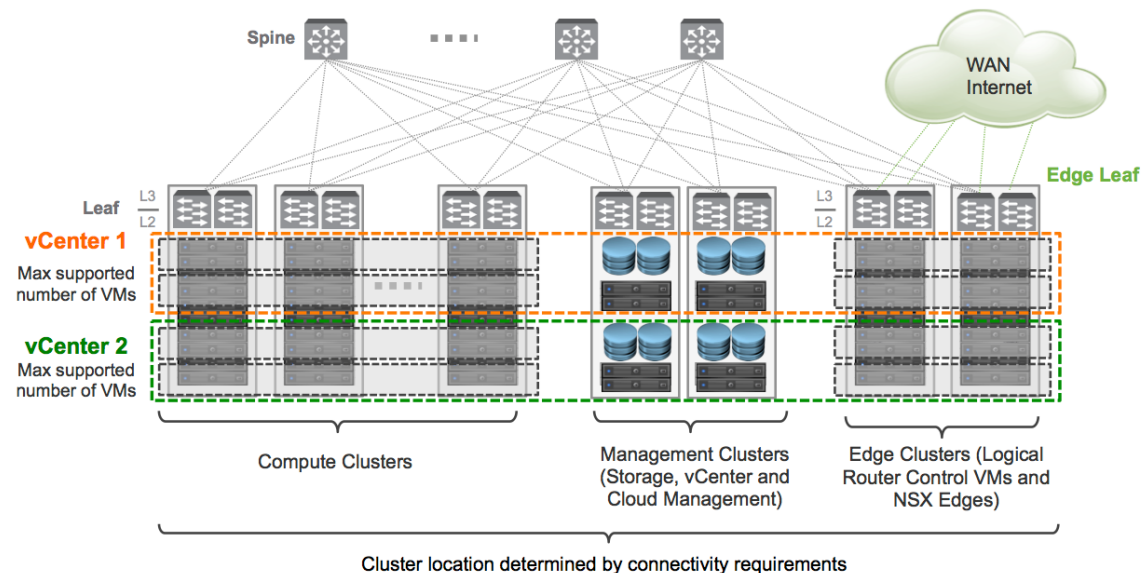 Spine
WAN
Internet
Edge Leaf
Leaf
L3
L2
L3
L2
vCenter 1
Max supported
number of VMs
vCenter 2
Max supported
number of VMs
Compute Clusters
Management Clusters
(Storage, vCenter and
Cloud Management)
Edge Clusters (Logical
Router Control VMs and
NSX Edges)
Cluster location determined by connectivity requirements